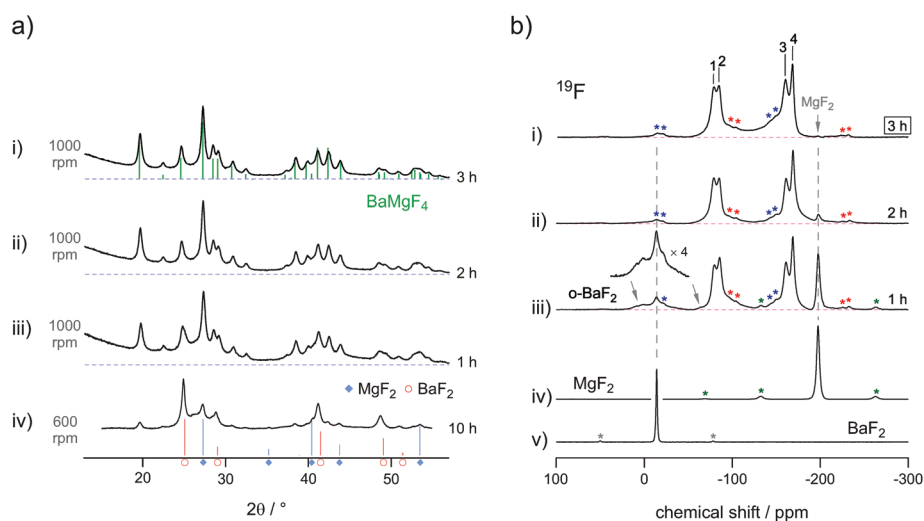 a)
i)
1000
rpm
3 h
BaMgF4
ii)
1000
rpm
2 h
iii)
1000
rpm
1 h
MgF2
BaF2
iv)
600
rpm
10 h
20
30
40
50
2θ / °
b)
19F
1
2
3
4
MgF2
**
**
**
**
i)
3 h
**
**
**
**
ii)
2 h
× 4
o-BaF2
**
**
*
**
**
*
iii)
1 h
MgF2
*
*
*
iv)
*
*
BaF2
v)
100
0
-100
-200
-300
chemical shift / ppm